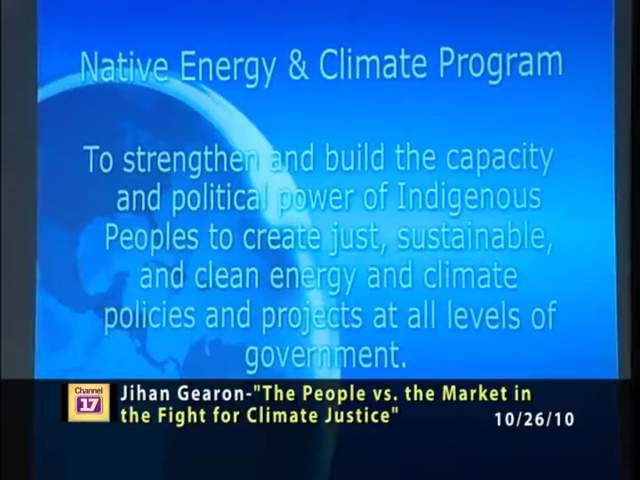 Native Energy & Climate Program
To strengthen and build the capacity
and political power of Indigenous
Peoples to create just, sustainable,
and clean energy and climate
policies and projects at all levels of
government.
Channel
17
Jihan Gearon-"The People vs. the Market in
the Fight for Climate Justice"
10/26/10